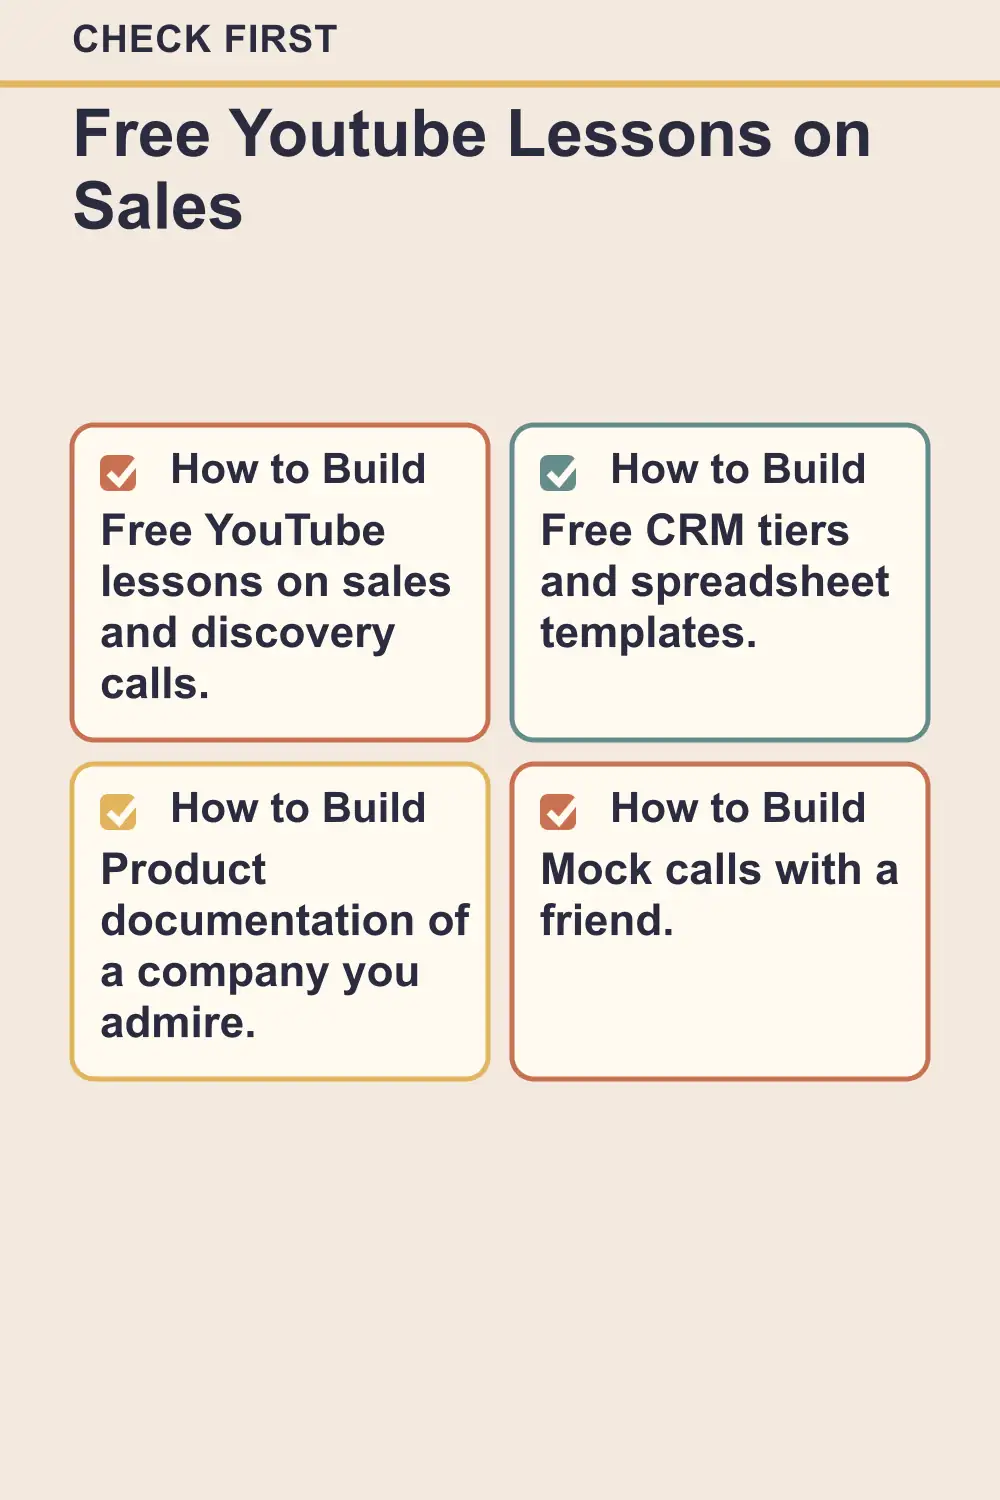 CHECK FIRST
Free Youtube Lessons on
Sales
How to Build
Free YouTube
lessons on sales
and discovery
calls.
How to Build
Free CRM tiers
and spreadsheet
templates.
How to Build
Product
documentation of
a company you
admire.
How to Build
Mock calls with a
friend.